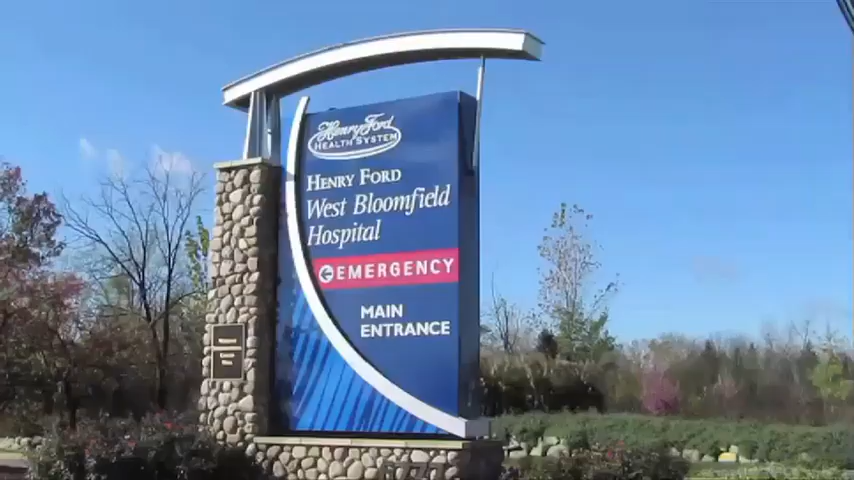 Henry Ford
HEALTH SYSTEM
HENRY FORD
West Bloomfield
Hospital
EMERGENCY
MAIN
ENTRANCE